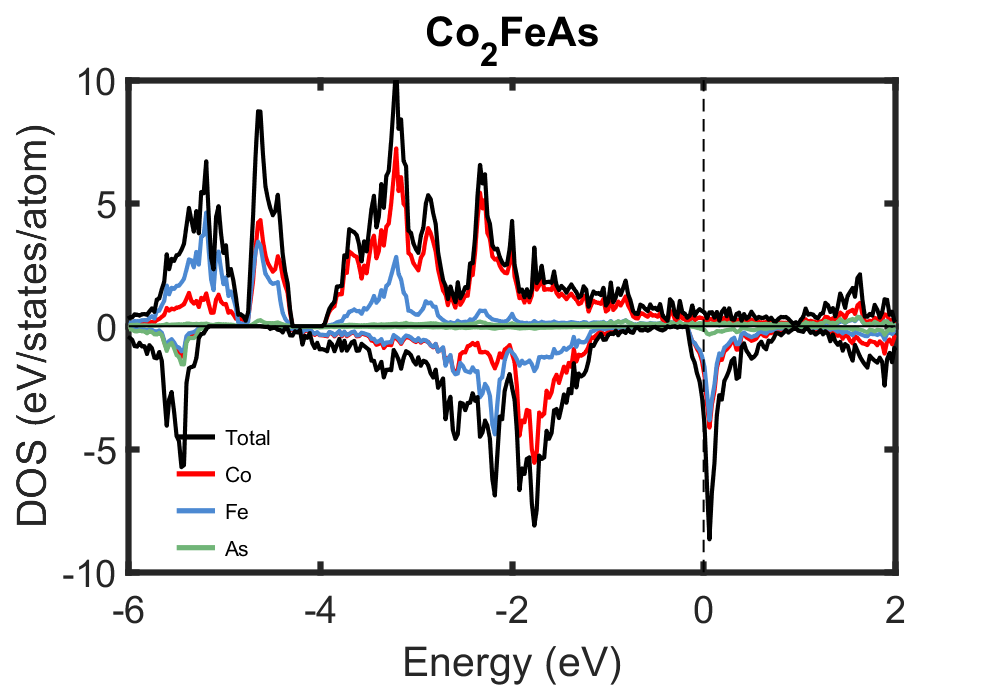 Co₂FeAs
DOS (eV/states/atom)
10
5
0
-5
-10
Total
Co
Fe
As
-6 -4 -2 0 2
Energy (eV)